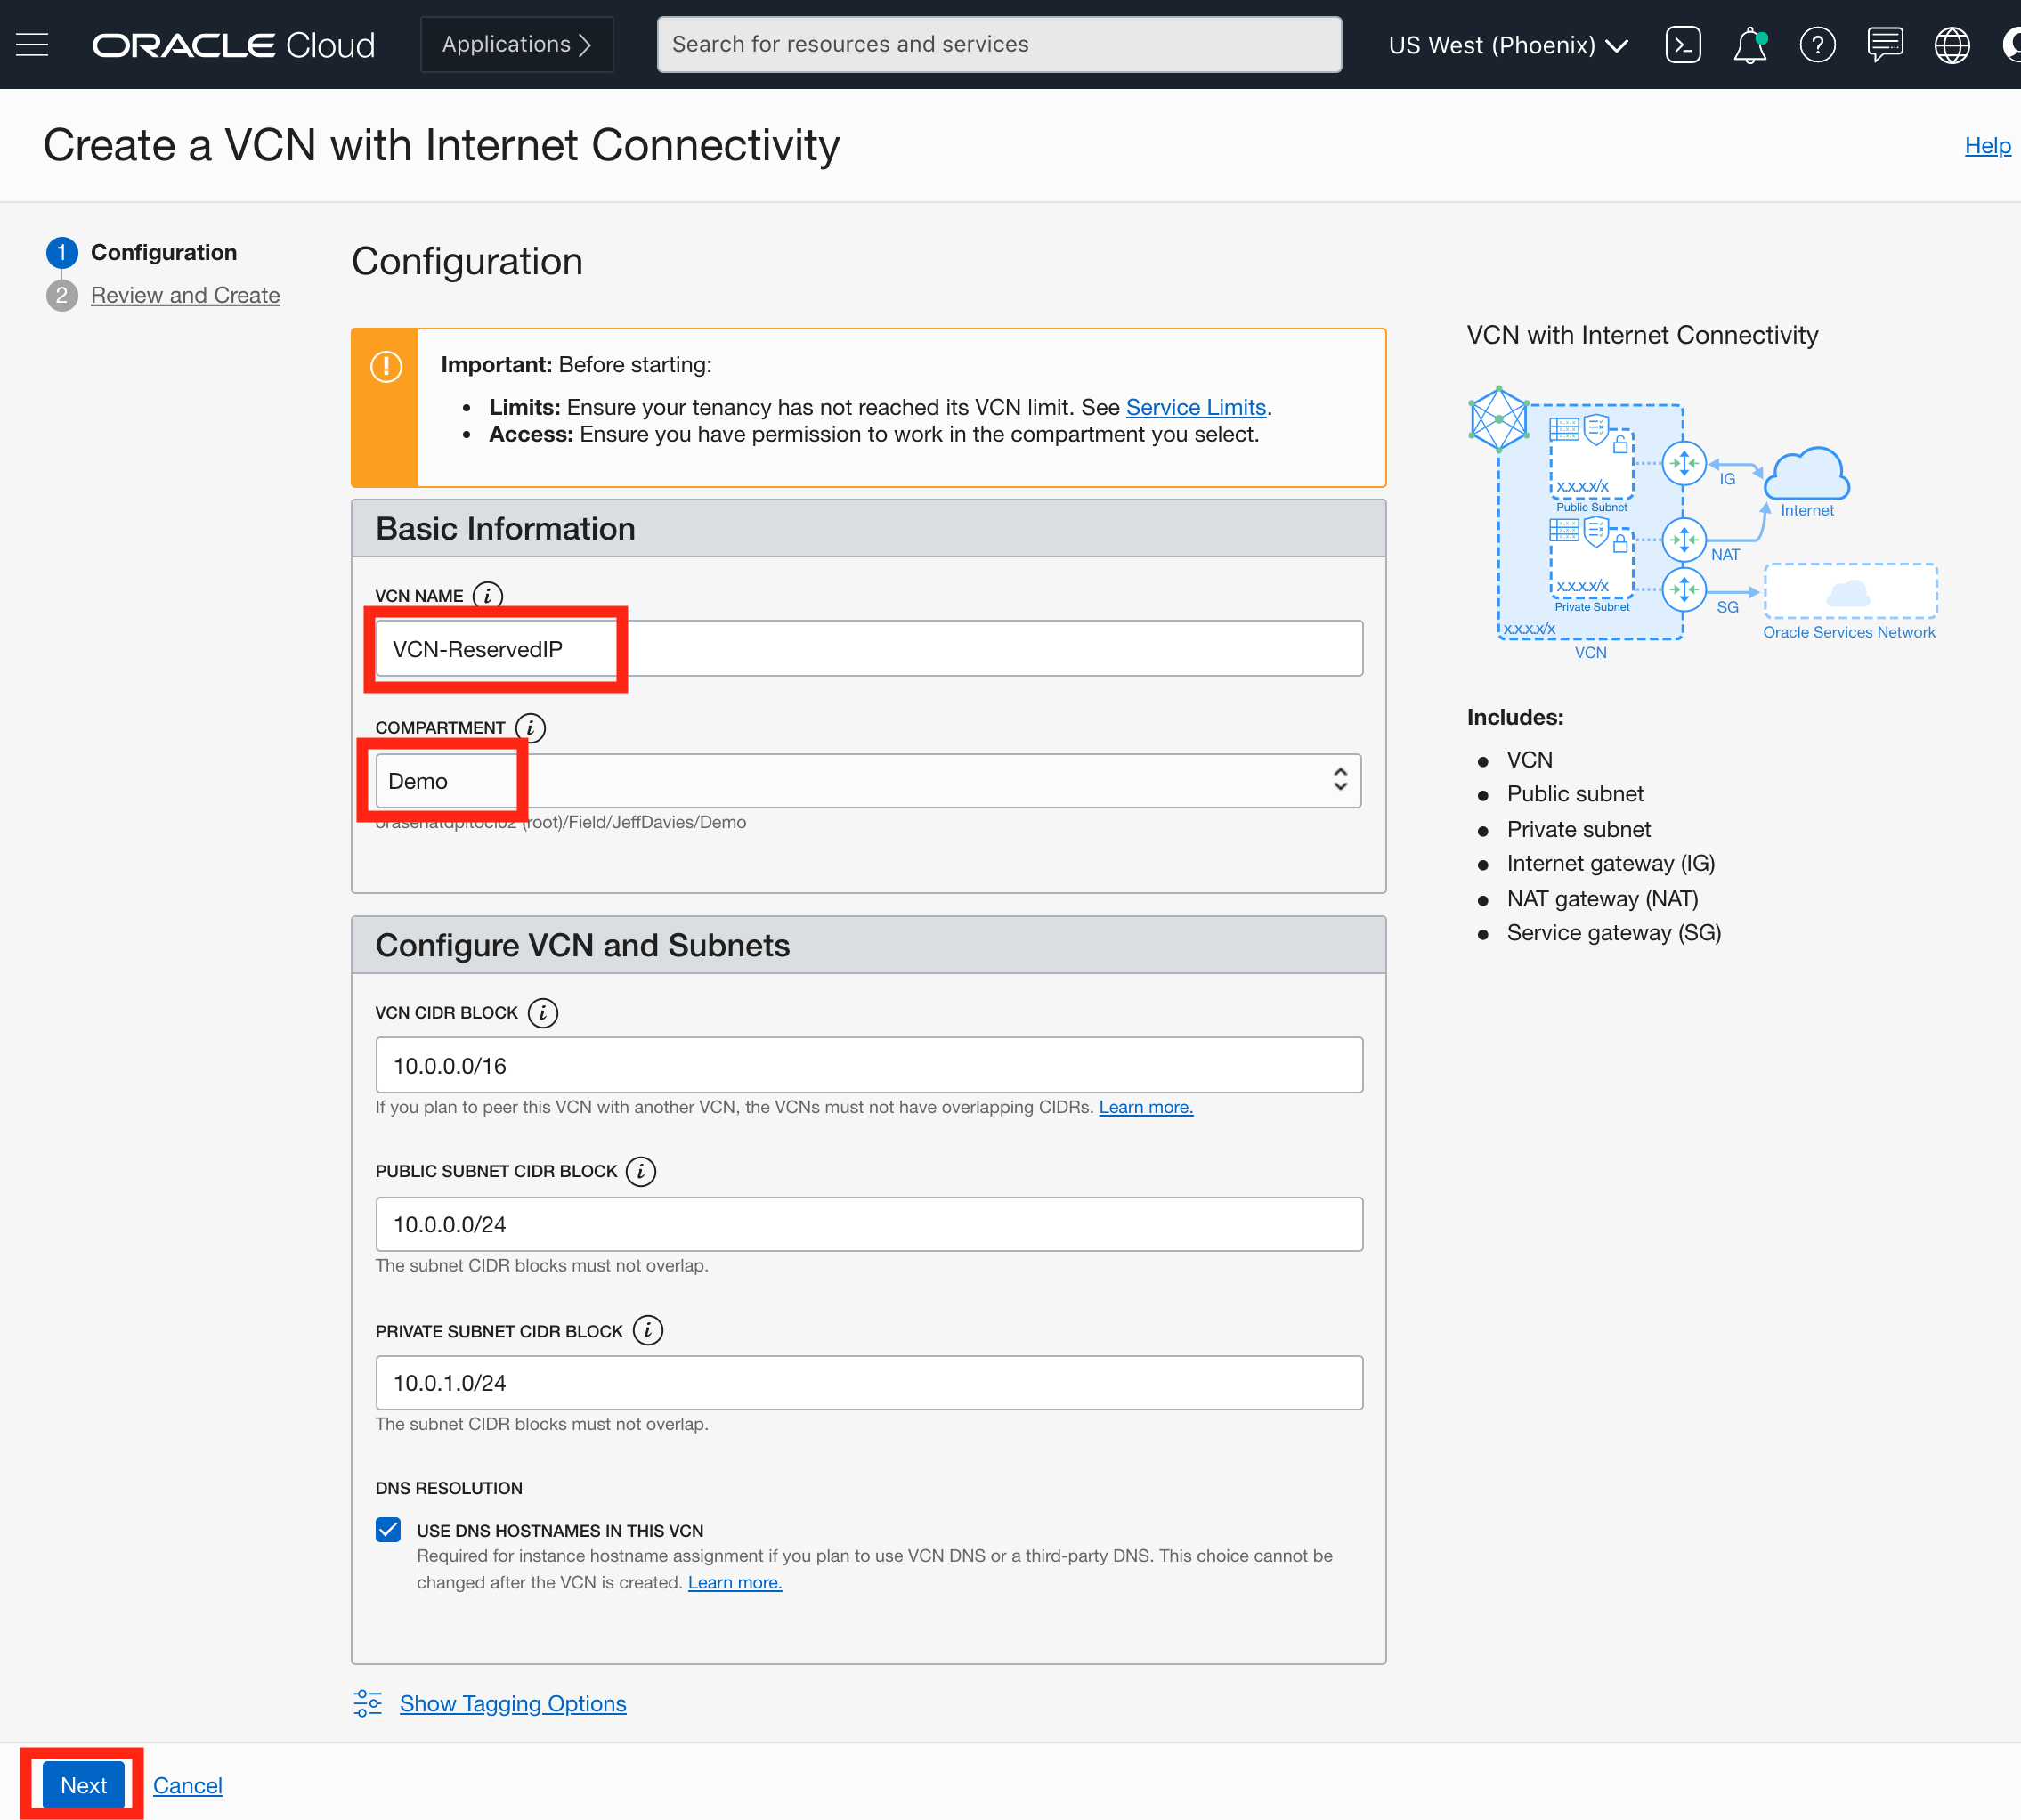 ORACLE Cloud
Applications
Search for resources and services
US West (Phoenix)
Create a VCN with Internet Connectivity
Help
1 Configuration
2 Review and Create
Configuration
Important: Before starting:
Limits: Ensure your tenancy has not reached its VCN limit. See Service Limits.
Access: Ensure you have permission to work in the compartment you select.
Basic Information
VCN NAME
VCN-ReservedIP
COMPARTMENT
Demo
(root)/Field/JeffDavies/Demo
Configure VCN and Subnets
VCN CIDR BLOCK
10.0.0.0/16
If you plan to peer this VCN with another VCN, the VCNs must not have overlapping CIDRs. Learn more.
PUBLIC SUBNET CIDR BLOCK
10.0.0.0/24
The subnet CIDR blocks must not overlap.
PRIVATE SUBNET CIDR BLOCK
10.0.1.0/24
The subnet CIDR blocks must not overlap.
DNS RESOLUTION
USE DNS HOSTNAMES IN THIS VCN
Required for instance hostname assignment if you plan to use VCN DNS or a third-party DNS. This choice cannot be
changed after the VCN is created. Learn more.
Show Tagging Options
Next
Cancel
VCN with Internet Connectivity
x.x.x.x/x
Public Subnet
IG
Internet
NAT
x.x.x.x/x
Private Subnet
SG
x.x.x.x/x
Oracle Services Network
VCN
Includes:
VCN
Public subnet
Private subnet
Internet gateway (IG)
NAT gateway (NAT)
Service gateway (SG)